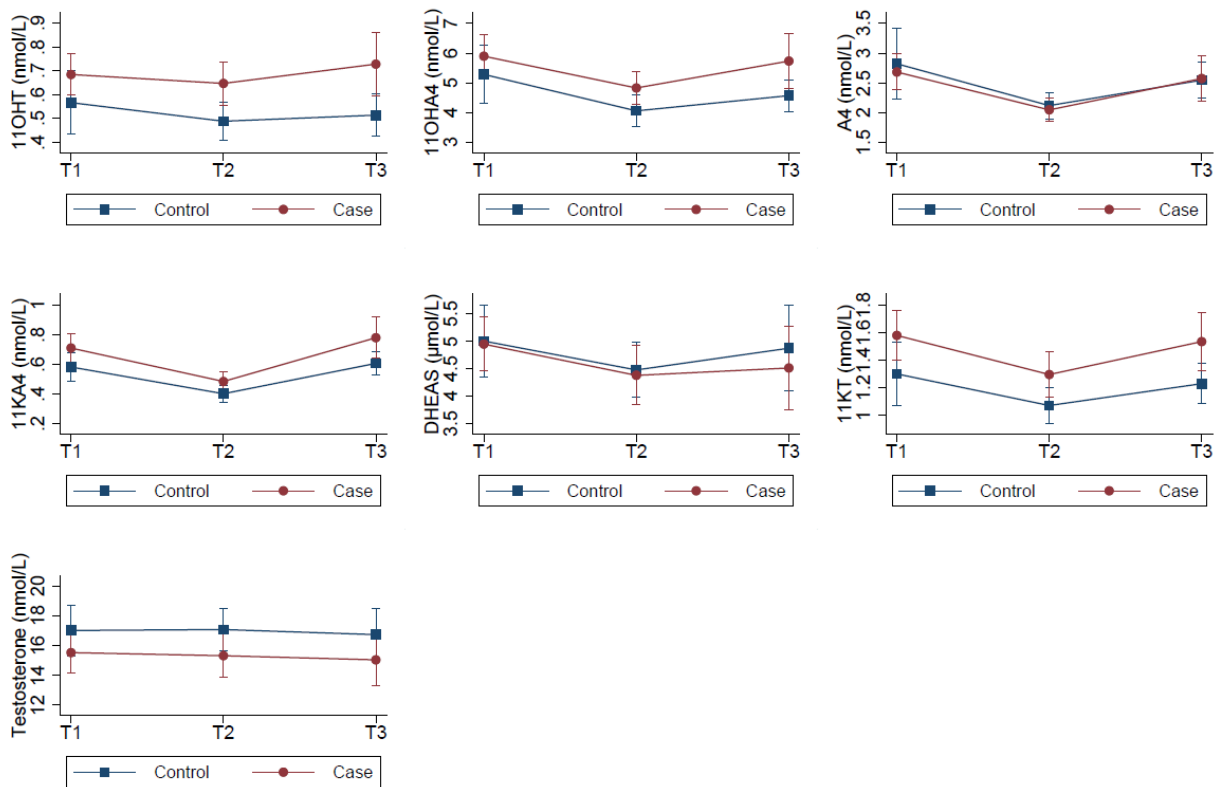 11OHT (nmol/L)
.4 .5 .6 .7 .8 .9
T1 T2 T3
Control Case
11OHA4 (nmol/L)
3 4 5 6 7
T1 T2 T3
Control Case
A4 (nmol/L)
1.5 2 2.5 3 3.5
T1 T2 T3
Control Case
11KA4 (nmol/L)
.2 .4 .6 .8 1
T1 T2 T3
Control Case
DHEAS (μmol/L)
3.5 4 4.5 5 5.5
T1 T2 T3
Control Case
11KT (nmol/L)
1 1.2 1.4 1.6 1.8
T1 T2 T3
Control Case
Testosterone (nmol/L)
12 14 16 18 20
T1 T2 T3
Control Case